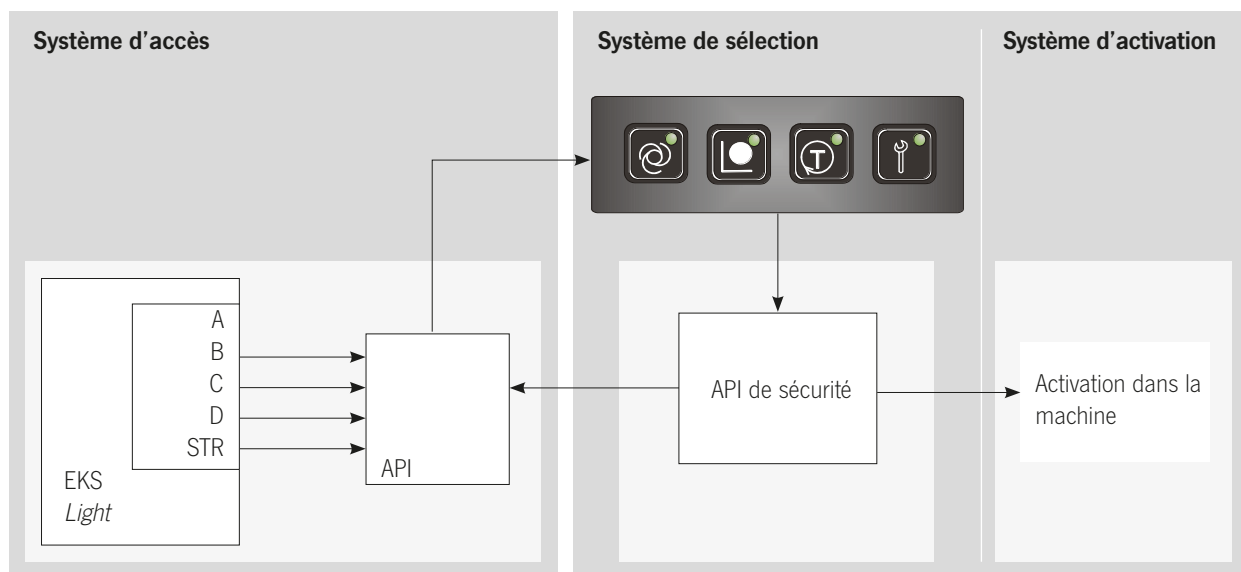 Système d'accès
Système de sélection
Système d'activation
T
A
B
C
D
STR
EKS
Light
API
API de sécurité
Activation dans la
machine